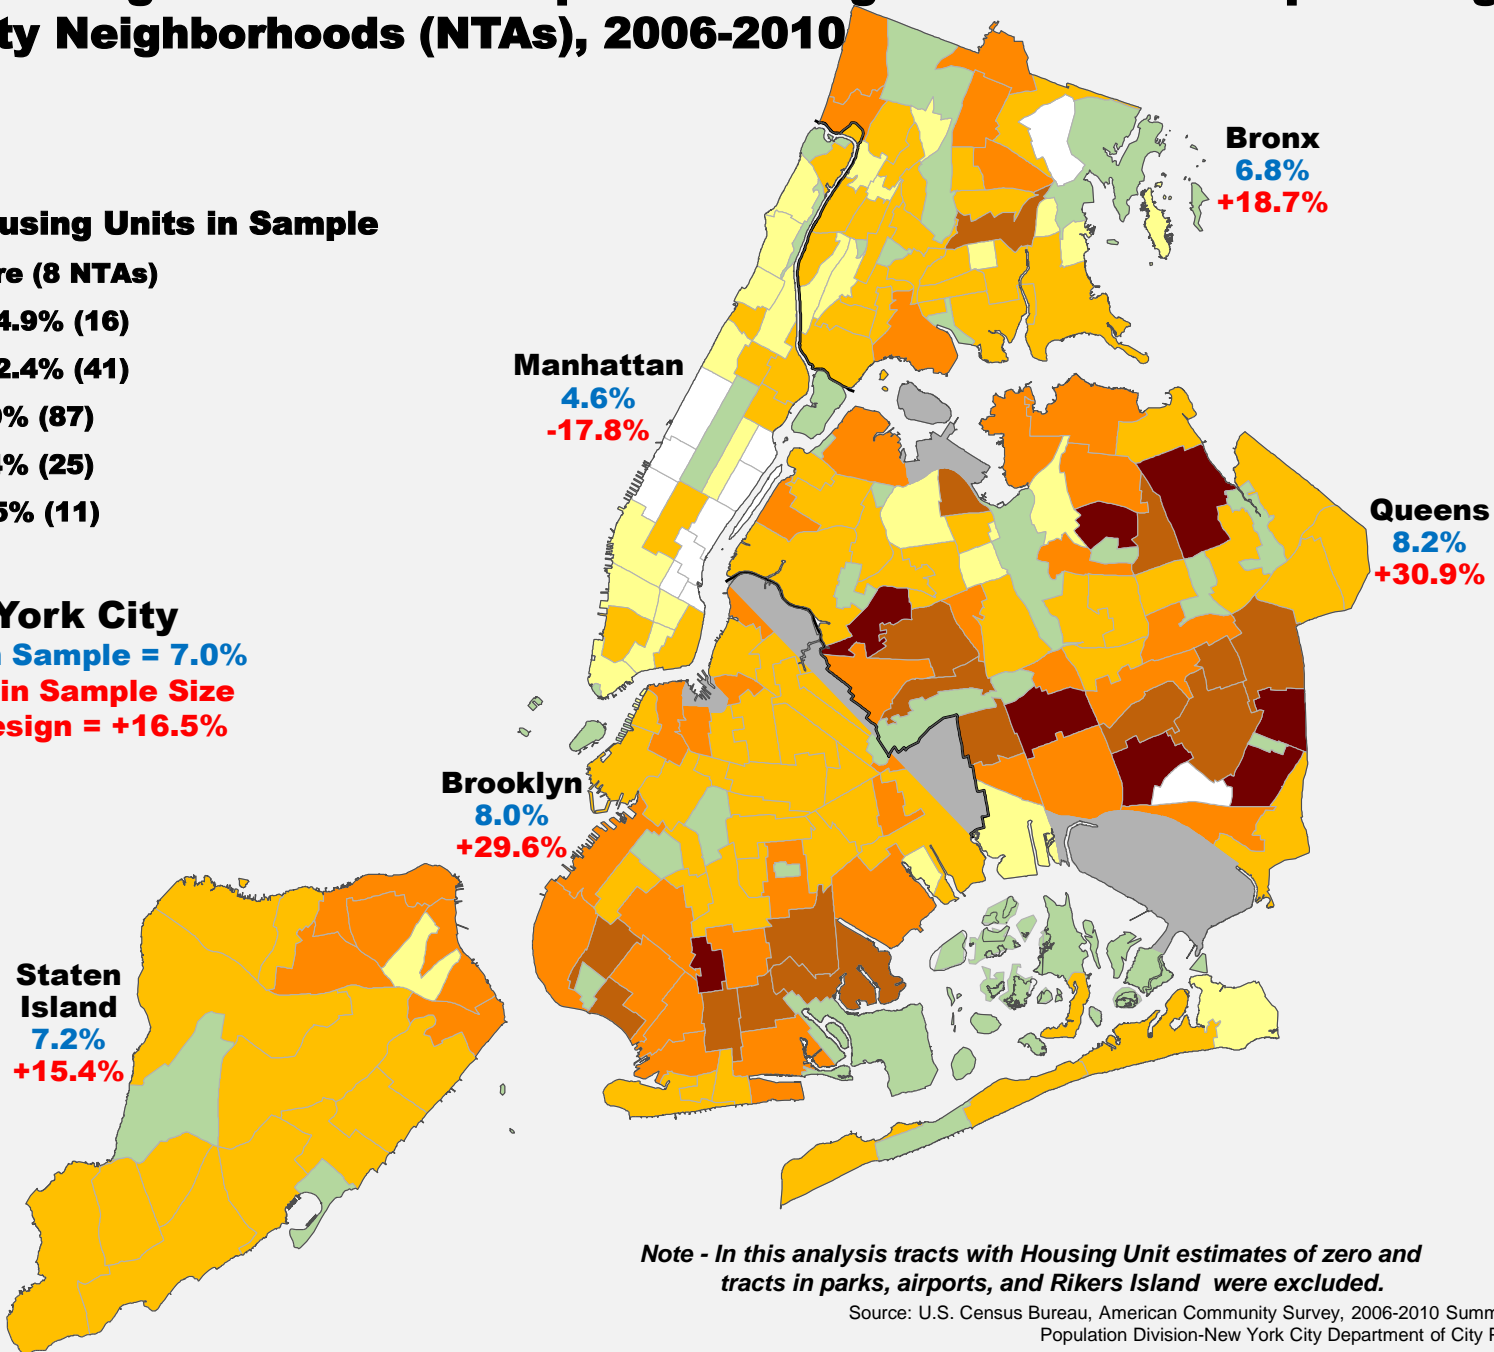 ty Neighborhoods (NTAs), 2006-2010
Bronx
6.8%
+18.7%
using Units in Sample
re (8 NTAs)
4.9% (16)
2.4% (41)
% (87)
% (25)
5% (11)
Manhattan
4.6%
-17.8%
Queens
8.2%
+30.9%
York City
Sample = 7.0%
in Sample Size
esign = +16.5%
Brooklyn
8.0%
+29.6%
Staten
Island
7.2%
+15.4%
Note - In this analysis tracts with Housing Unit estimates of zero and
tracts in parks, airports, and Rikers Island were excluded.
Source: U.S. Census Bureau, American Community Survey, 2006-2010 Summ
Population Division-New York City Department of City P